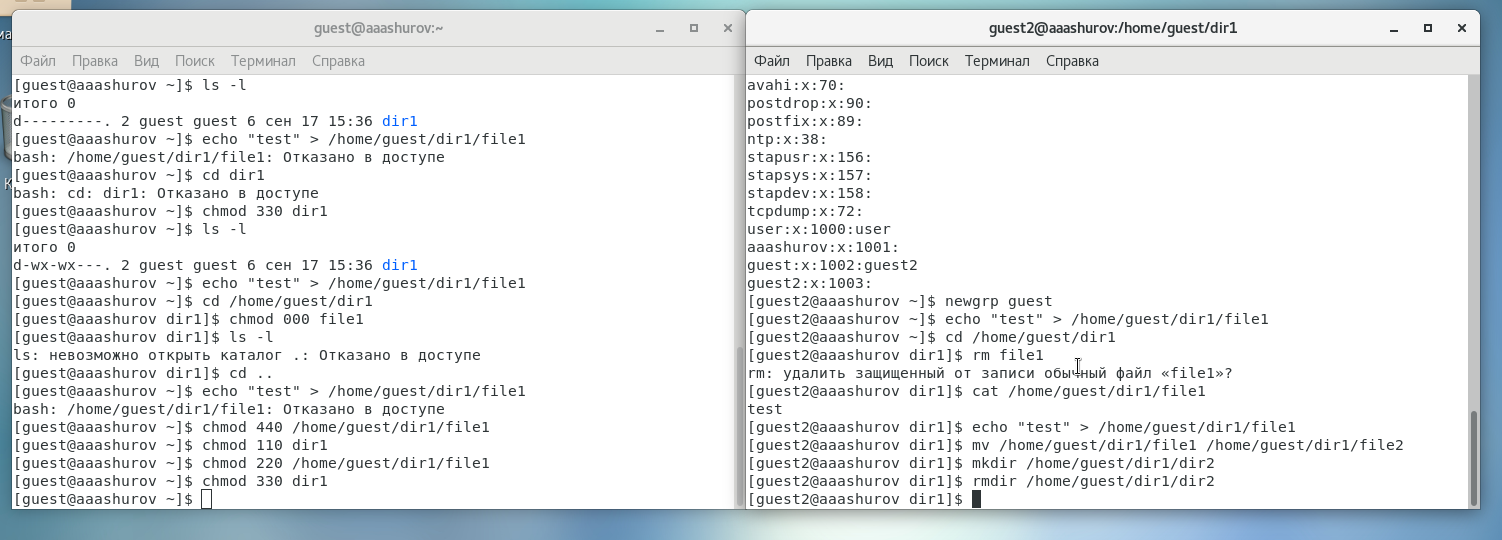 guest@aaashurov:~
Файл Правка Вид Поиск Терминал Справка
[guest@aaashurov ~]$ ls -l
итого 0
d---------. 2 guest guest 6 сен 17 15:36 dir1
[guest@aaashurov ~]$ echo "test" > /home/guest/dir1/file1
bash: /home/guest/dir1/file1: Отказано в доступе
[guest@aaashurov ~]$ cd dir1
bash: cd: dir1: Отказано в доступе
[guest@aaashurov ~]$ chmod 330 dir1
[guest@aaashurov ~]$ ls -l
итого 0
d-wx-wx---. 2 guest guest 6 сен 17 15:36 dir1
[guest@aaashurov ~]$ echo "test" > /home/guest/dir1/file1
[guest@aaashurov ~]$ cd /home/guest/dir1
[guest@aaashurov dir1]$ chmod 000 file1
[guest@aaashurov dir1]$ ls -l
ls: невозможно открыть каталог .: Отказано в доступе
[guest@aaashurov dir1]$ cd ..
[guest@aaashurov ~]$ echo "test" > /home/guest/dir1/file1
bash: /home/guest/dir1/file1: Отказано в доступе
[guest@aaashurov ~]$ chmod 440 /home/guest/dir1/file1
[guest@aaashurov ~]$ chmod 110 dir1
[guest@aaashurov ~]$ chmod 220 /home/guest/dir1/file1
[guest@aaashurov ~]$ chmod 330 dir1
[guest@aaashurov ~]$
guest2@aaashurov:/home/guest/dir1
Файл Правка Вид Поиск Терминал Справка
avahi:x:70:
postdrop:x:90:
postfix:x:89:
ntp:x:38:
stapusr:x:156:
stapsys:x:157:
stapdev:x:158:
tcpdump:x:72:
user:x:1000:user
aaashurov:x:1001:
guest:x:1002:guest2
guest2:x:1003:
[guest2@aaashurov ~]$ newgrp guest
[guest2@aaashurov ~]$ echo "test" > /home/guest/dir1/file1
[guest2@aaashurov ~]$ cd /home/guest/dir1
[guest2@aaashurov dir1]$ rm file1
rm: удалить защищенный от записи обычный файл «file1»?
[guest2@aaashurov dir1]$ cat /home/guest/dir1/file1
test
[guest2@aaashurov dir1]$ echo "test" > /home/guest/dir1/file1
[guest2@aaashurov dir1]$ mv /home/guest/dir1/file1 /home/guest/dir1/file2
[guest2@aaashurov dir1]$ mkdir /home/guest/dir1/dir2
[guest2@aaashurov dir1]$ rmdir /home/guest/dir1/dir2
[guest2@aaashurov dir1]$